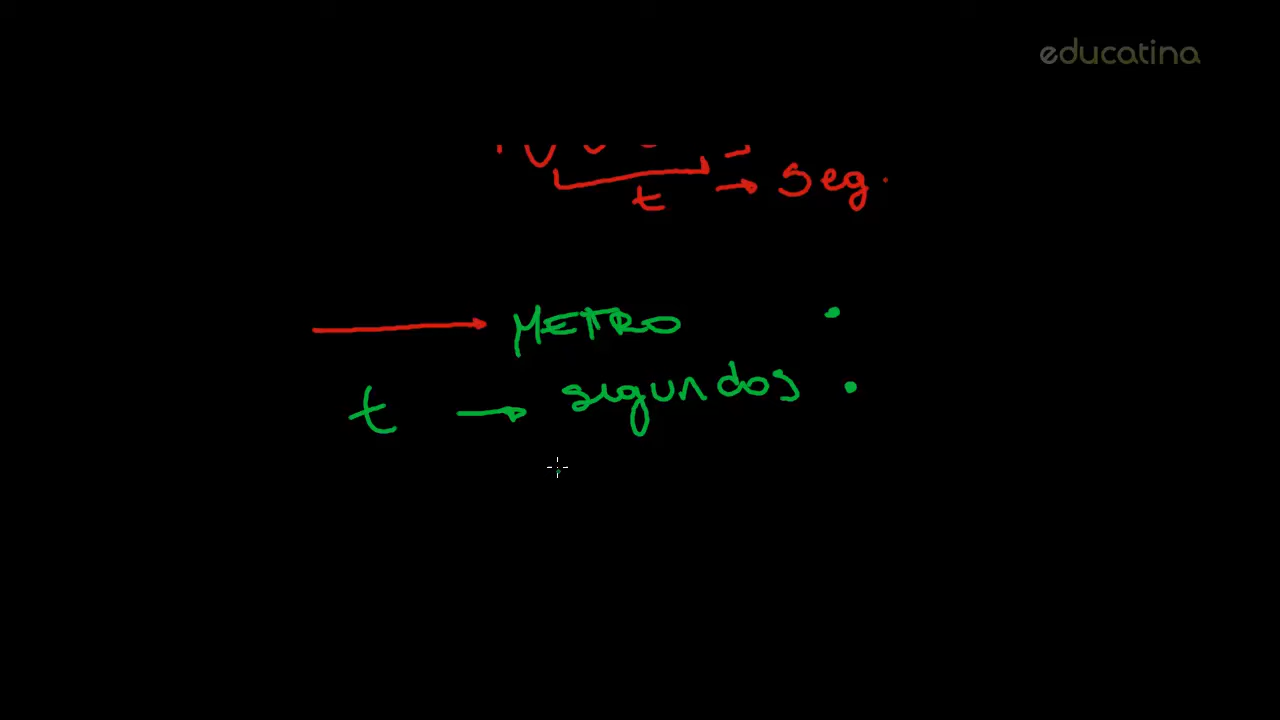 educatina
t → seg.
→ METRO
t → segundos